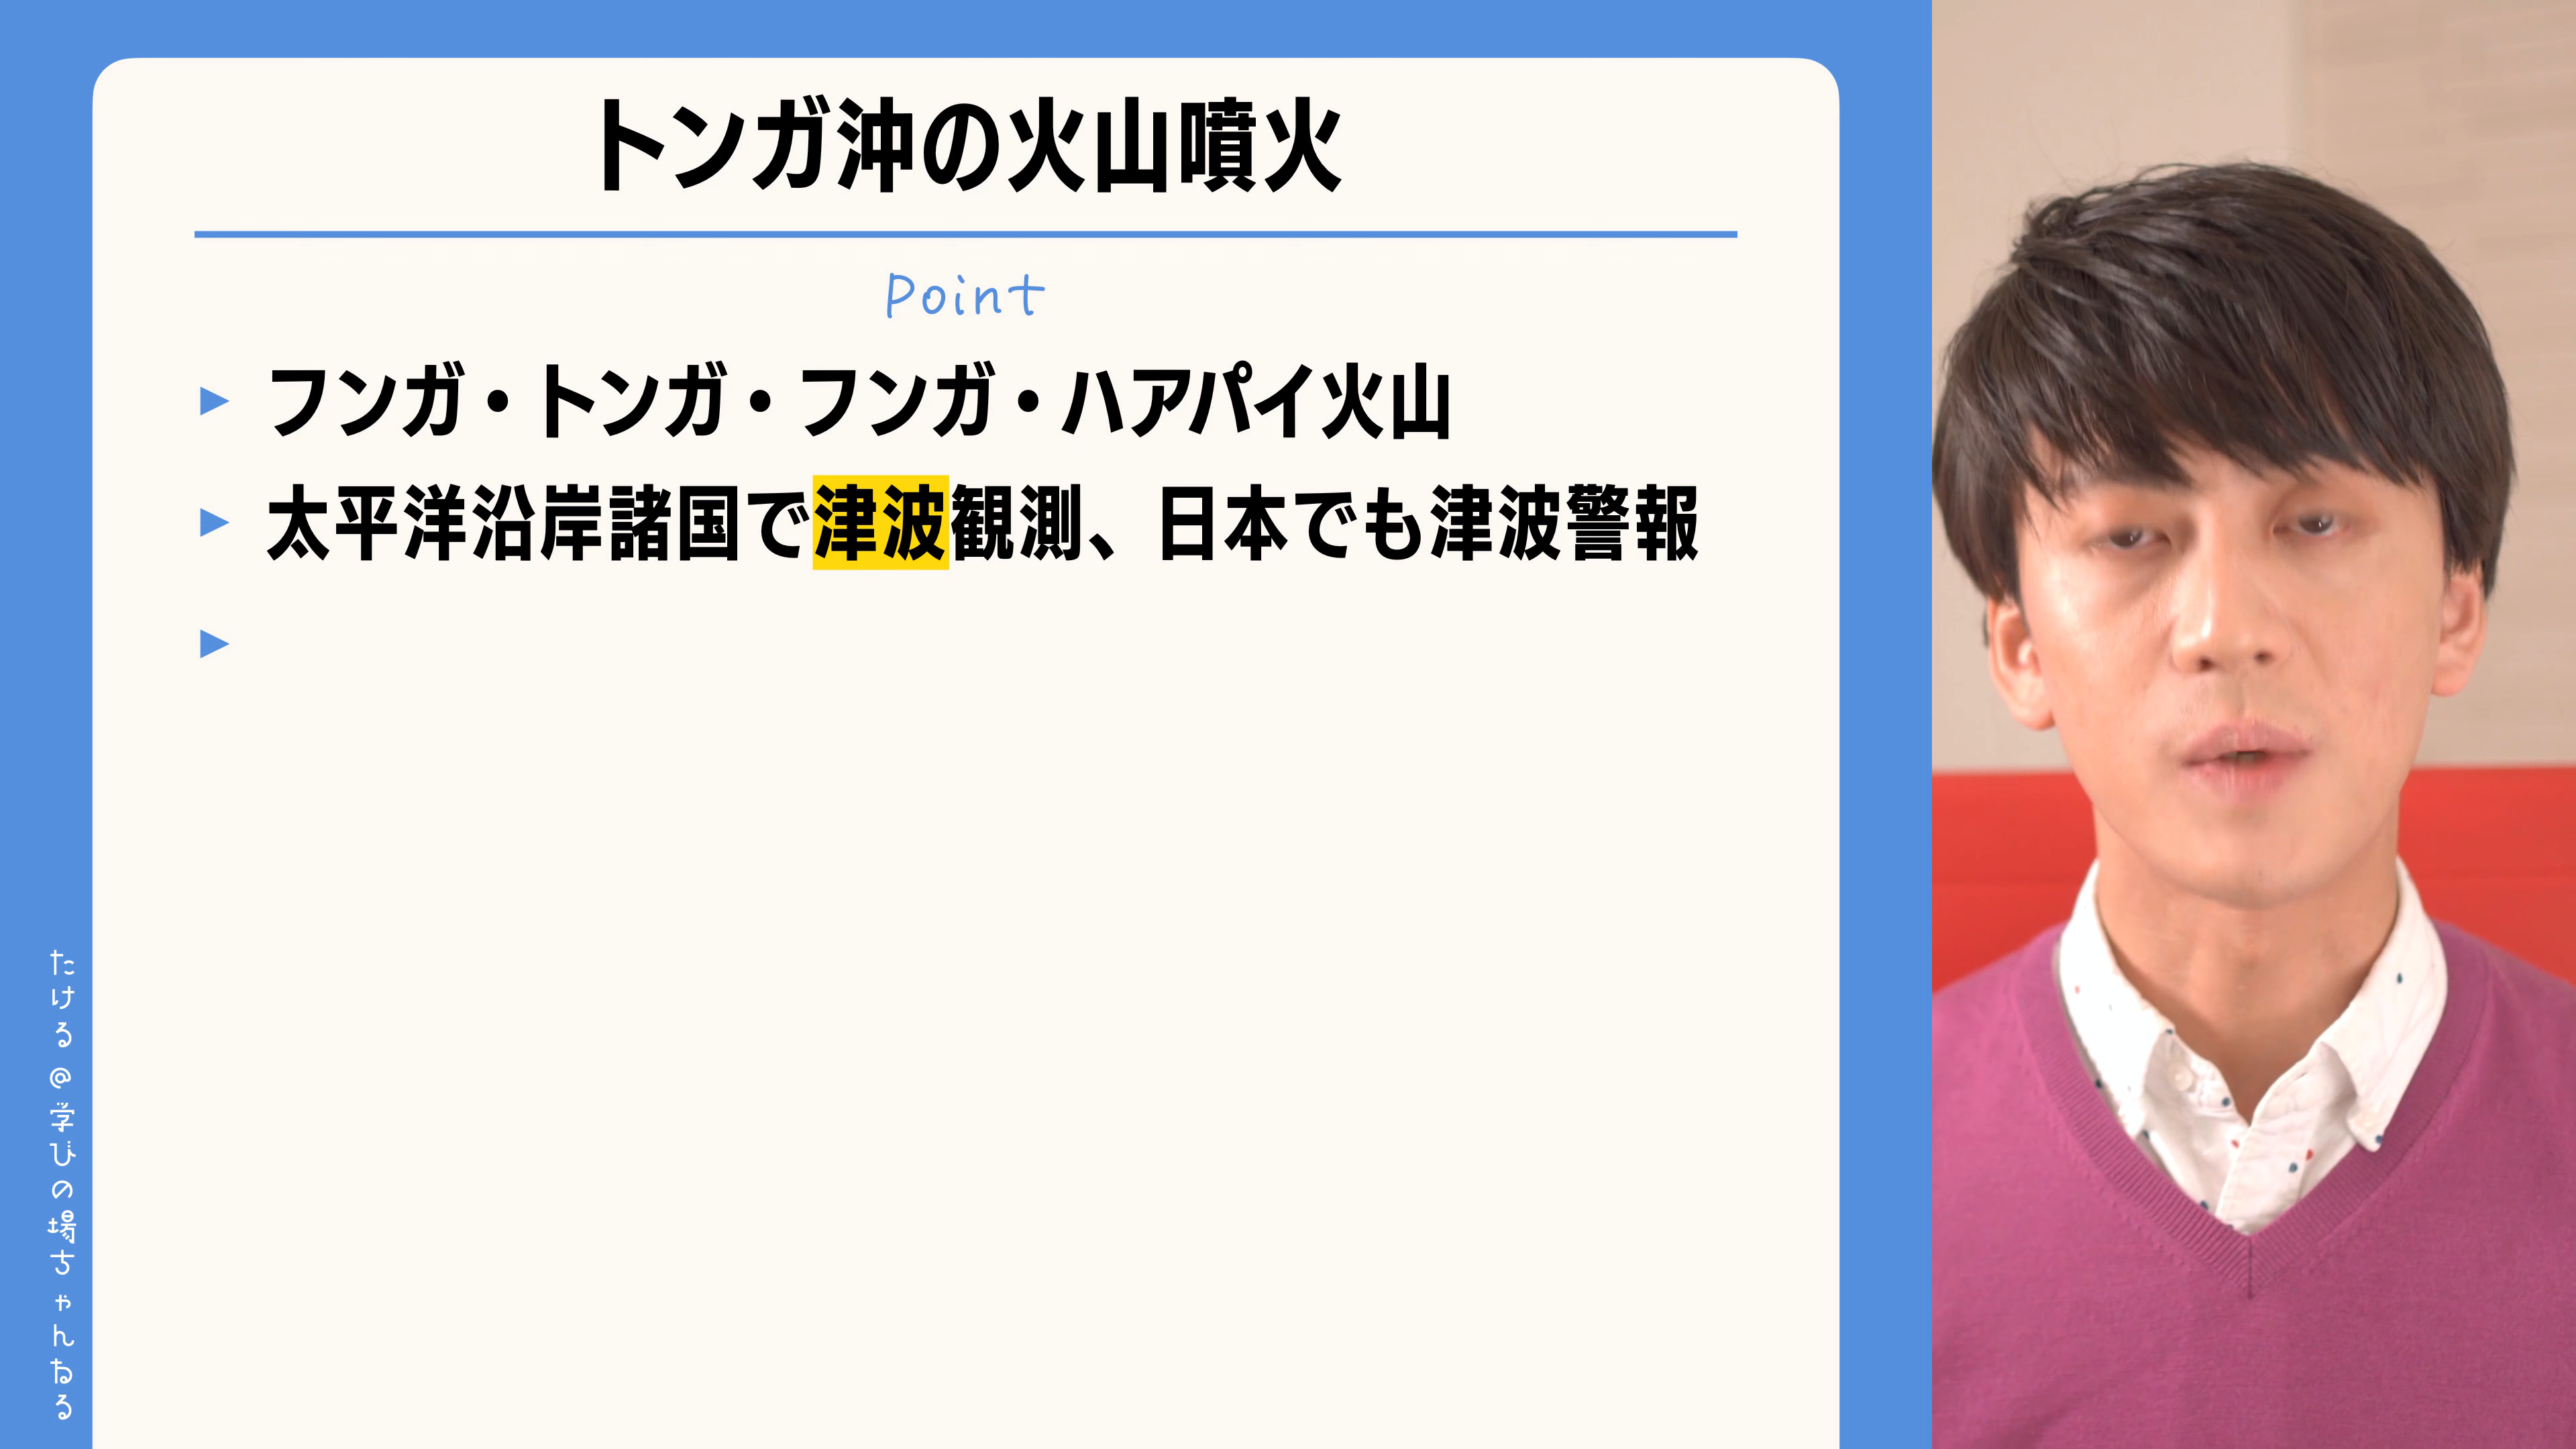 トンガ沖の火山噴火
Point
▶ フンガ・トンガ・フンガ・ハアパイ火山
▶ 太平洋沿岸諸国で津波観測、日本でも津波警報
▶
たける@学びの場ちゃんねる